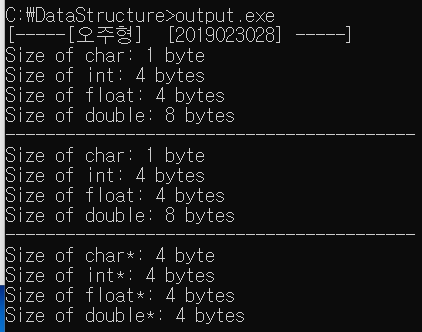 C:\DataStructure>output.exe
[-----[오주형]  [2019023028] -----]
Size of char: 1 byte
Size of int: 4 bytes
Size of float: 4 bytes
Size of double: 8 bytes
-----------------------------------------
Size of char: 1 byte
Size of int: 4 bytes
Size of float: 4 bytes
Size of double: 8 bytes
-----------------------------------------
Size of char*: 4 byte
Size of int*: 4 bytes
Size of float*: 4 bytes
Size of double*: 4 bytes